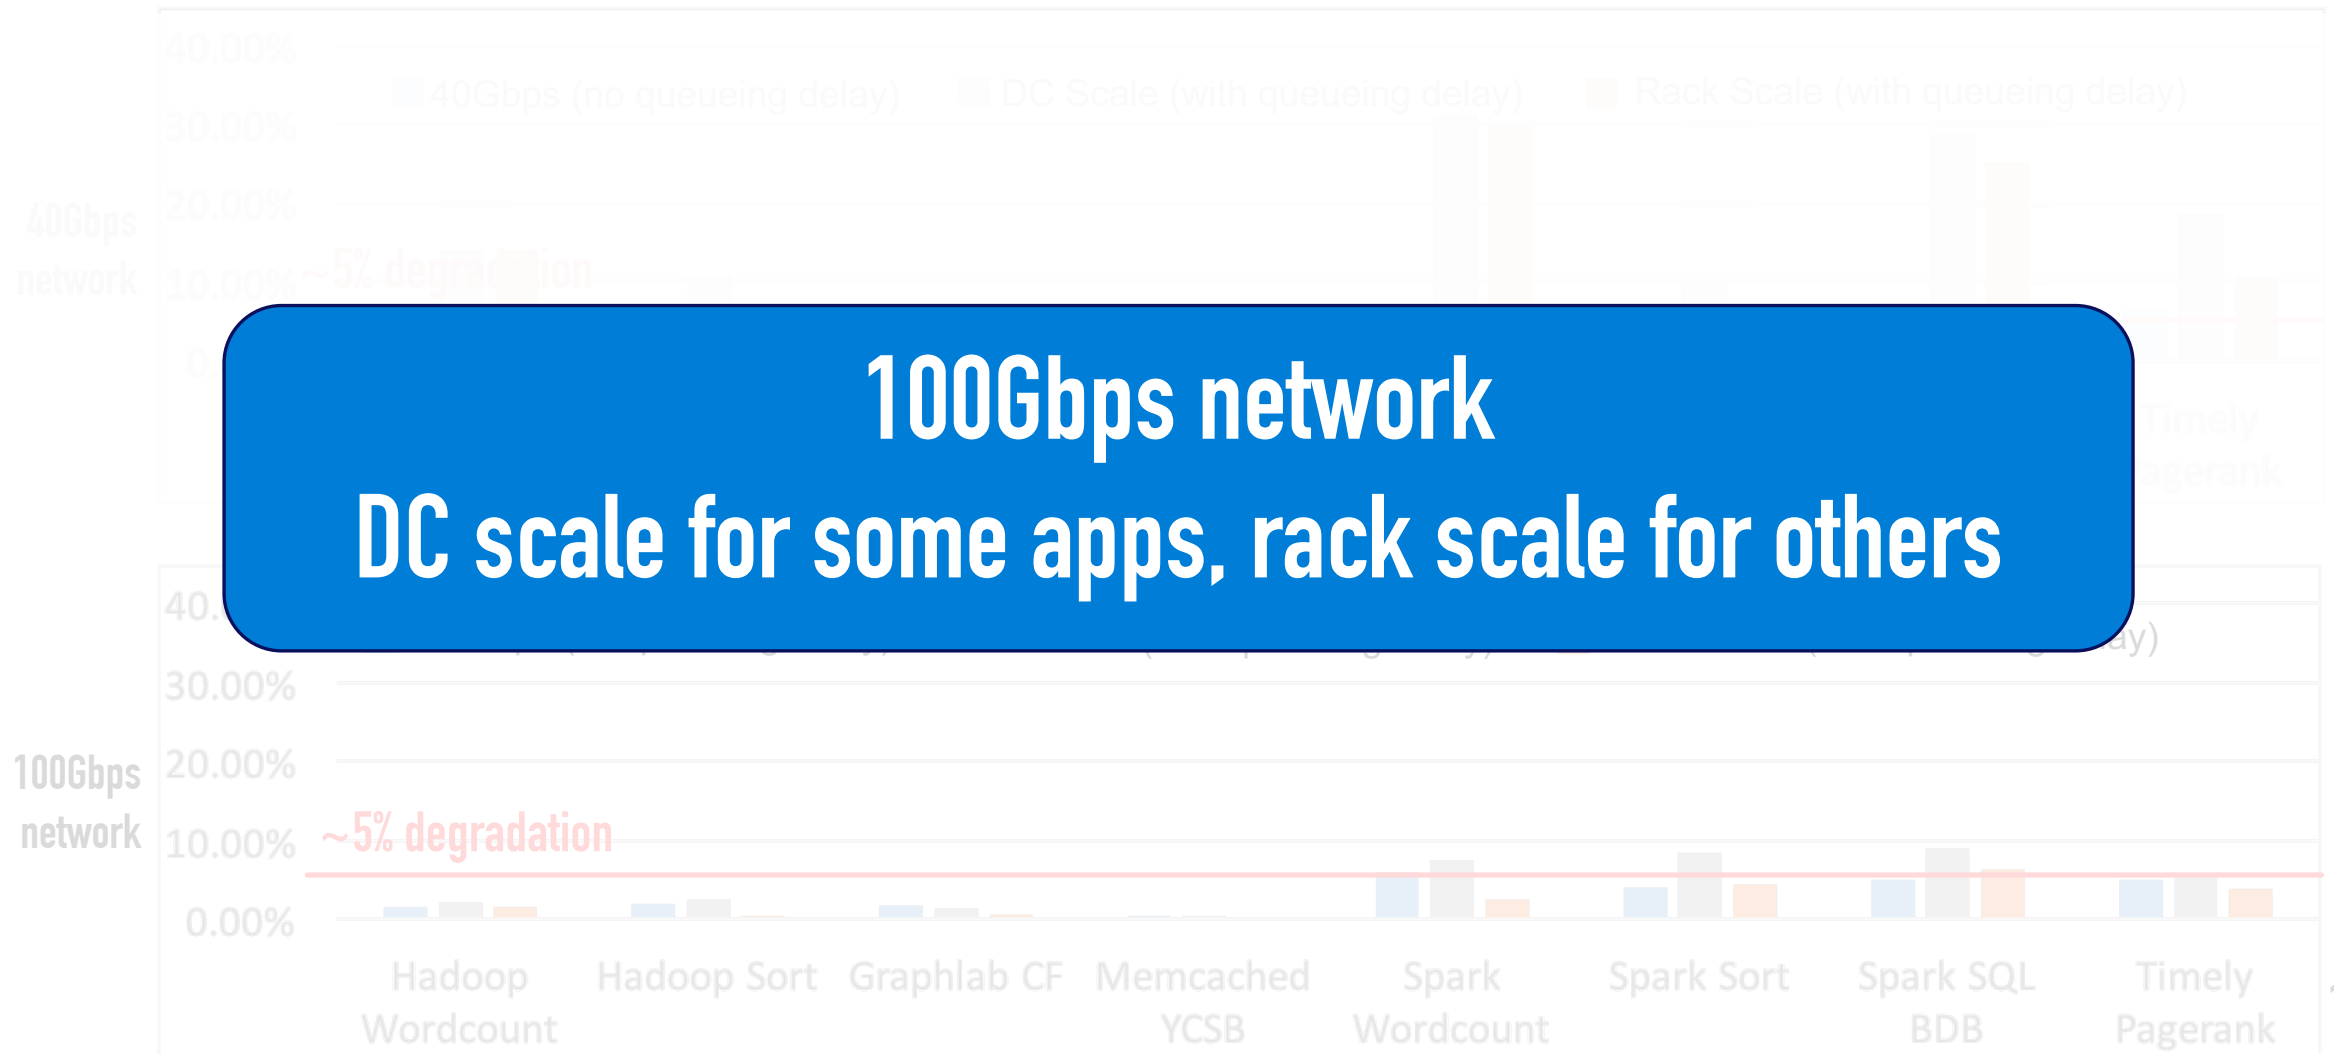 40.00%
40Gbps (no queueing delay) DC Scale (with queueing delay) Rack Scale (with queueing delay)
30.00%
40Gbps
network
20.00%
~5% degradation
10.00%
100Gbps network
DC scale for some apps, rack scale for others
Timely
agerank
40.
ay)
30.00%
100Gbps
network
20.00%
~5% degradation
10.00%
0.00%
Hadoop Wordcount
Hadoop Sort
Graphlab CF
Memcached YCSB
Spark Wordcount
Spark Sort
Spark SQL BDB
Timely Pagerank